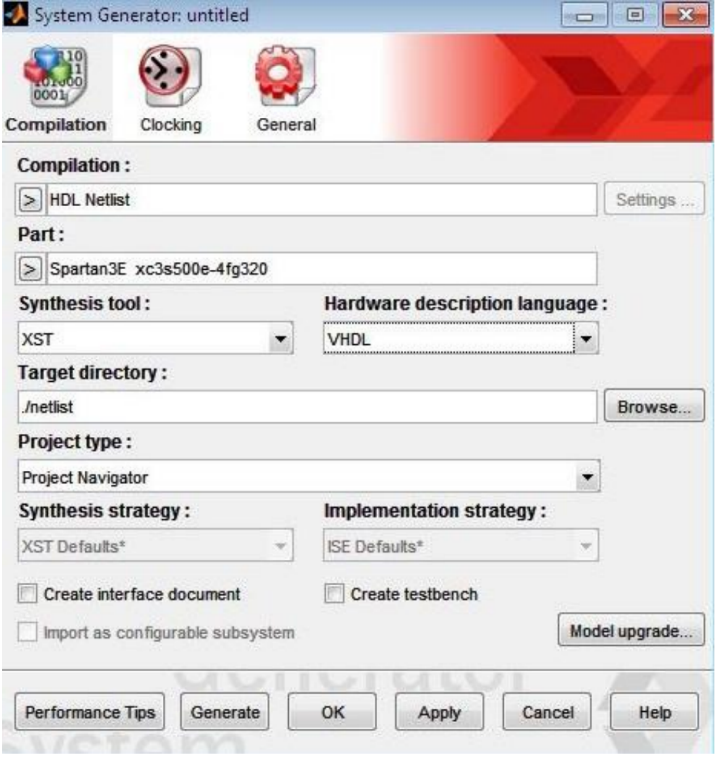 System Generator: untitled
Compilation Clocking General
Compilation :
> HDL Netlist Settings ...
Part :
> Spartan3E xc3s500e-4fg320
Synthesis tool : Hardware description language :
XST VHDL
Target directory :
./netlist Browse...
Project type :
Project Navigator
Synthesis strategy : Implementation strategy :
XST Defaults* ISE Defaults*
Create interface document Create testbench
Import as configurable subsystem Model upgrade...
Generator
Performance Tips Generate OK Apply Cancel Help
System